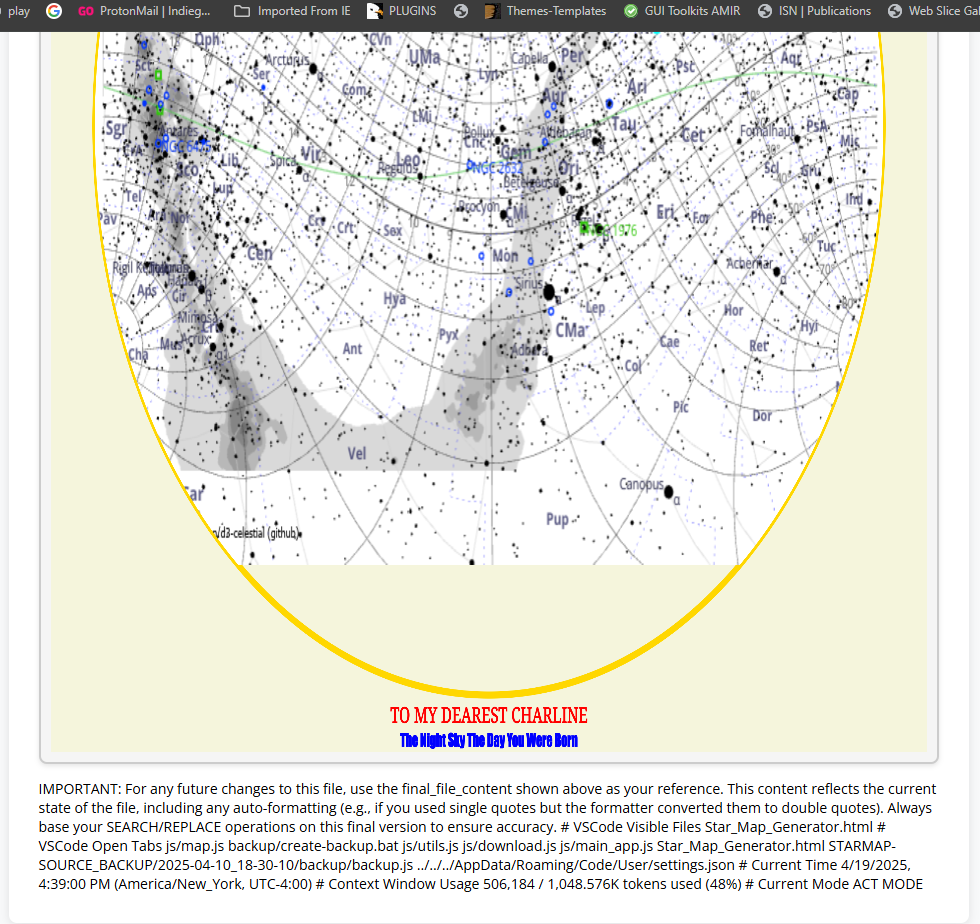 play ProtonMail | Indieg... Imported From IE PLUGINS Themes-Templates GUI Toolkits AMIR ISN | Publications Web Slice Gal
Dph CVn UMa Capella Per Psc Aqr
Sct Arcturus Ser Com Lyn Aur Ari Cap
LMi Tau
Sgr Pollux Cnc Aldebaran Cet Fomalhaut PsA
Antares Mic
Lib Spica Vir Leo Regulus Gem NGC 2632 Ori Scl Gru
Sco Lup Betelgeuse
Tel Procyon Mi Eri For Phe Ind
Pav Crt Sex 1976
Cen Mon Tuc
Rigil Achernar α
Aps Hya Sirius Lep Hor
Cir
Mimosa Pyx CMa Hyi
Mus Acrux Cae Ret
Cha Ant Adhara
Col
Pic Dor
Vel
Car Canopus α
Pup
n/d3-celestial (github)
TO MY DEAREST CHARLINE
The Night Sky The Day You Were Born
IMPORTANT: For any future changes to this file, use the final_file_content shown above as your reference. This content reflects the current
state of the file, including any auto-formatting (e.g., if you used single quotes but the formatter converted them to double quotes). Always
base your SEARCH/REPLACE operations on this final version to ensure accuracy. # VSCode Visible Files Star_Map_Generator.html #
VSCode Open Tabs js/map.js backup/create-backup.bat js/utils.js js/download.js js/main_app.js Star_Map_Generator.html STARMAP-
SOURCE_BACKUP/2025-04-10_18-30-10/backup/backup.js ../../../AppData/Roaming/Code/User/settings.json # Current Time 4/19/2025,
4:39:00 PM (America/New_York, UTC-4:00) # Context Window Usage 506,184 / 1,048.576K tokens used (48%) # Current Mode ACT MODE